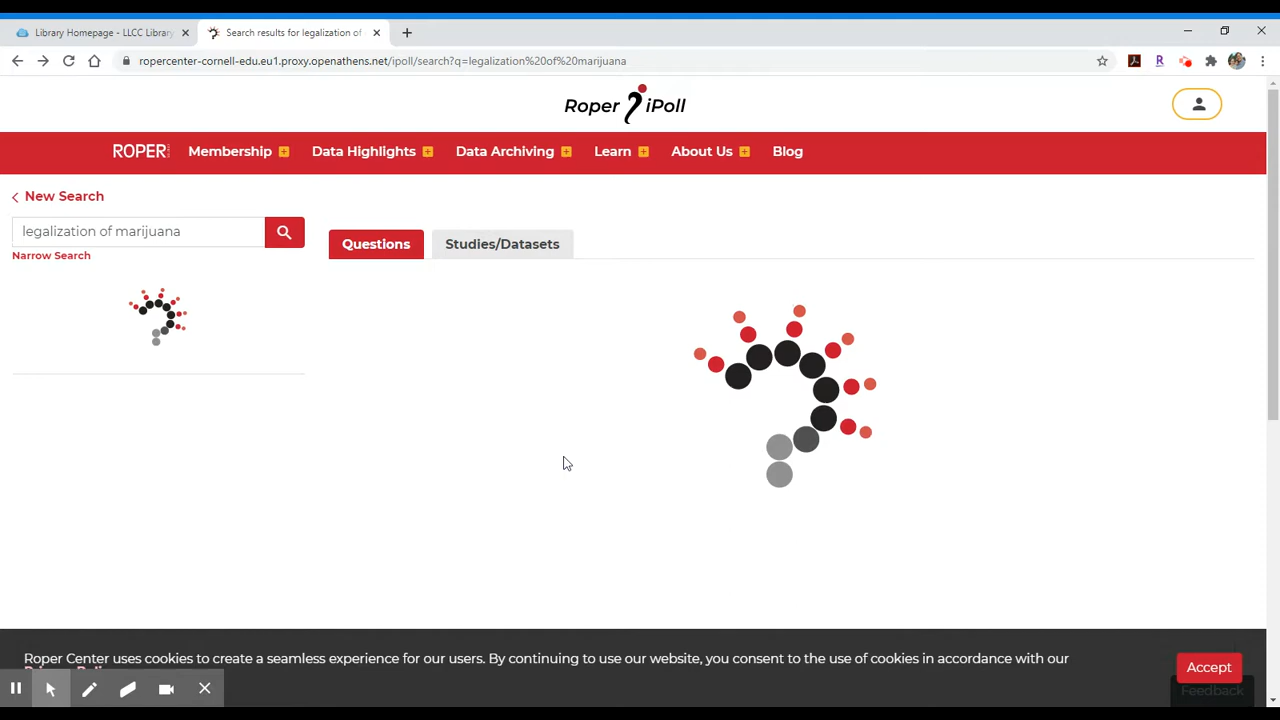 Library Homepage - LLCC Library
Search results for legalization of
ropercenter-cornell-edu.eu1.proxy.openathens.net/ipoll/search?q=legalization%20of%20marijuana
R
Roper iPoll
ROPER
Membership
Data Highlights
Data Archiving
Learn
About Us
Blog
New Search
legalization of marijuana
Narrow Search
Questions
Studies/Datasets
Roper Center uses cookies to create a seamless experience for our users. By continuing to use our website, you consent to the use of cookies in accordance with our
Accept
Feedback